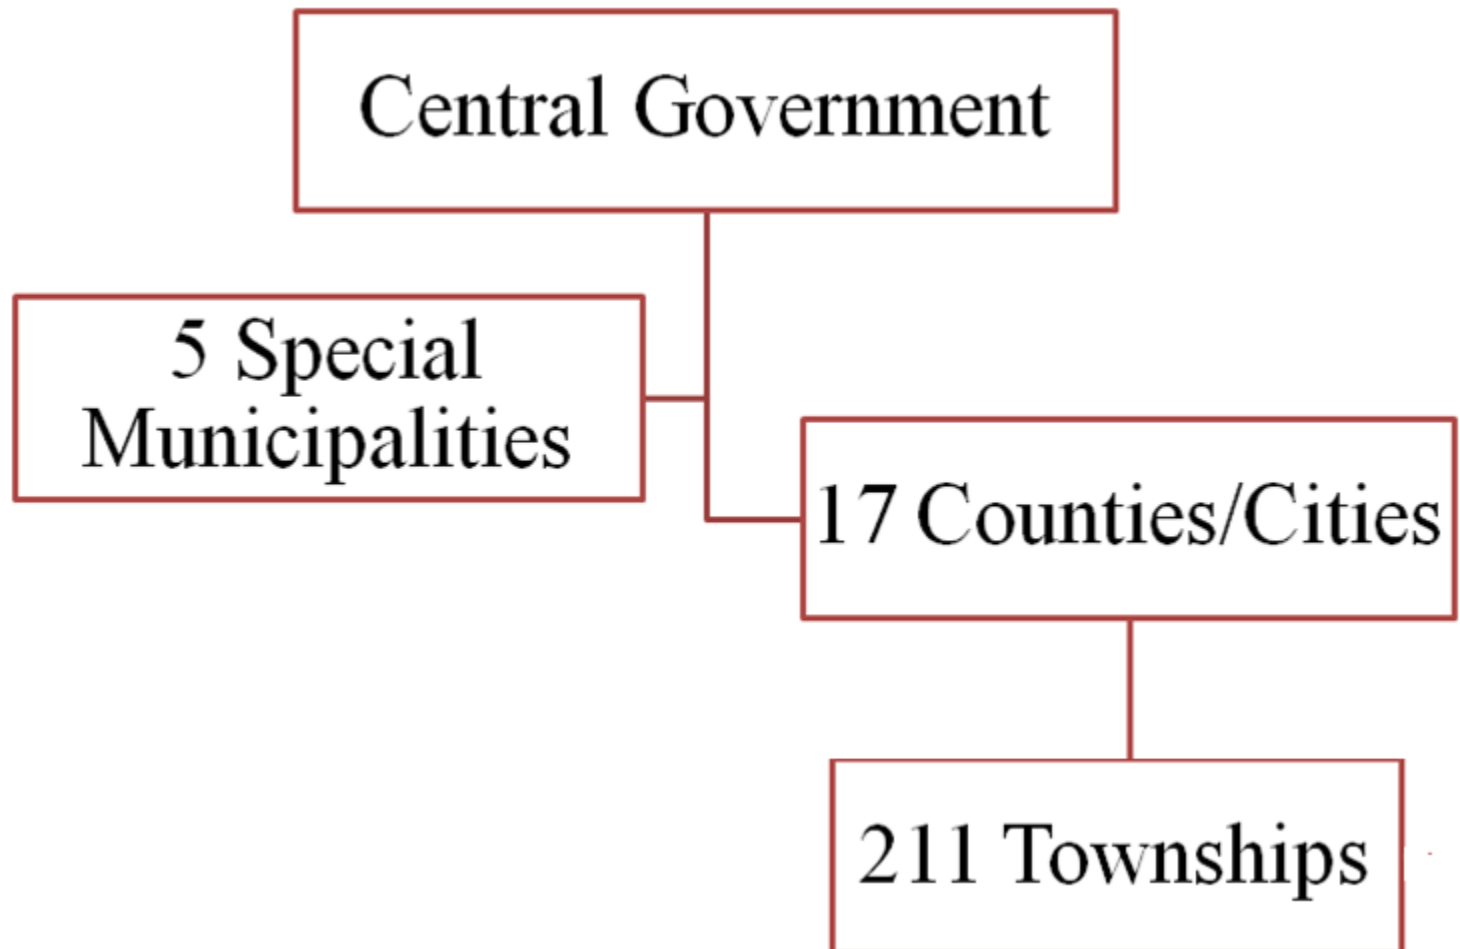 Central Government
5 Special
Municipalities
17 Counties/Cities
211 Townships